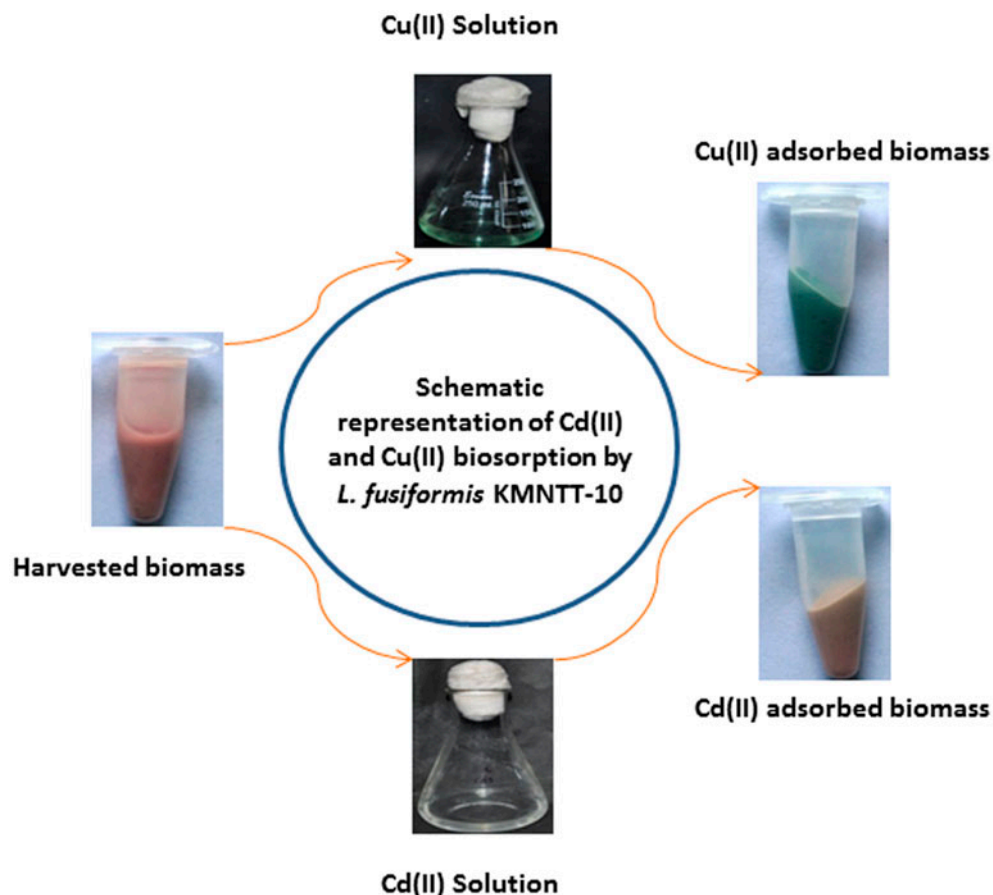 Cu(II) Solution
Cu(II) adsorbed biomass
Schematic
representation of Cd(II)
and Cu(II) biosorption by
L. fusiformis KMNTT-10
Harvested biomass
Cd(II) adsorbed biomass
Cd(II) Solution